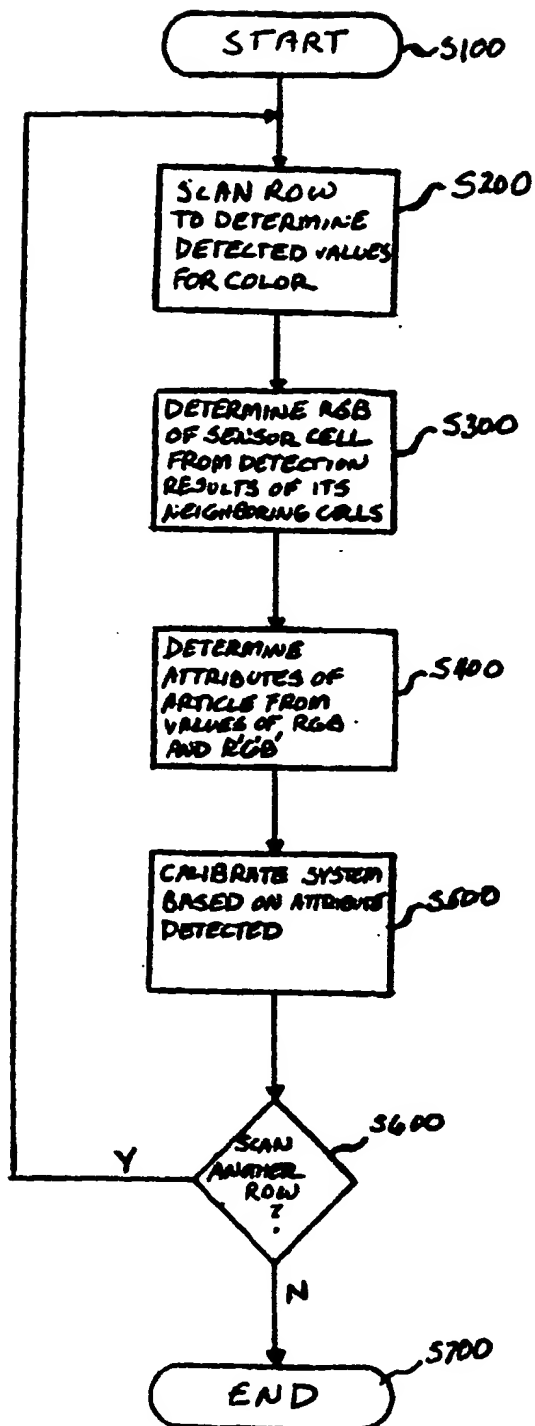 START
S100
SCAN ROW
TO DETERMINE
DETECTED VALUES
FOR COLOR
S200
DETERMINE RGB
OF SENSOR CELL
FROM DETECTION
RESULTS OF ITS
NEIGHBORING CELLS
S300
DETERMINE
ATTRIBUTES OF
ARTICLE FROM
VALUES OF RGB
AND R'G'B'
S400
CALIBRATE SYSTEM
BASED ON ATTRIBUTE
DETECTED
S500
SCAN
ANOTHER
ROW
?
S600
Y
N
END
S700